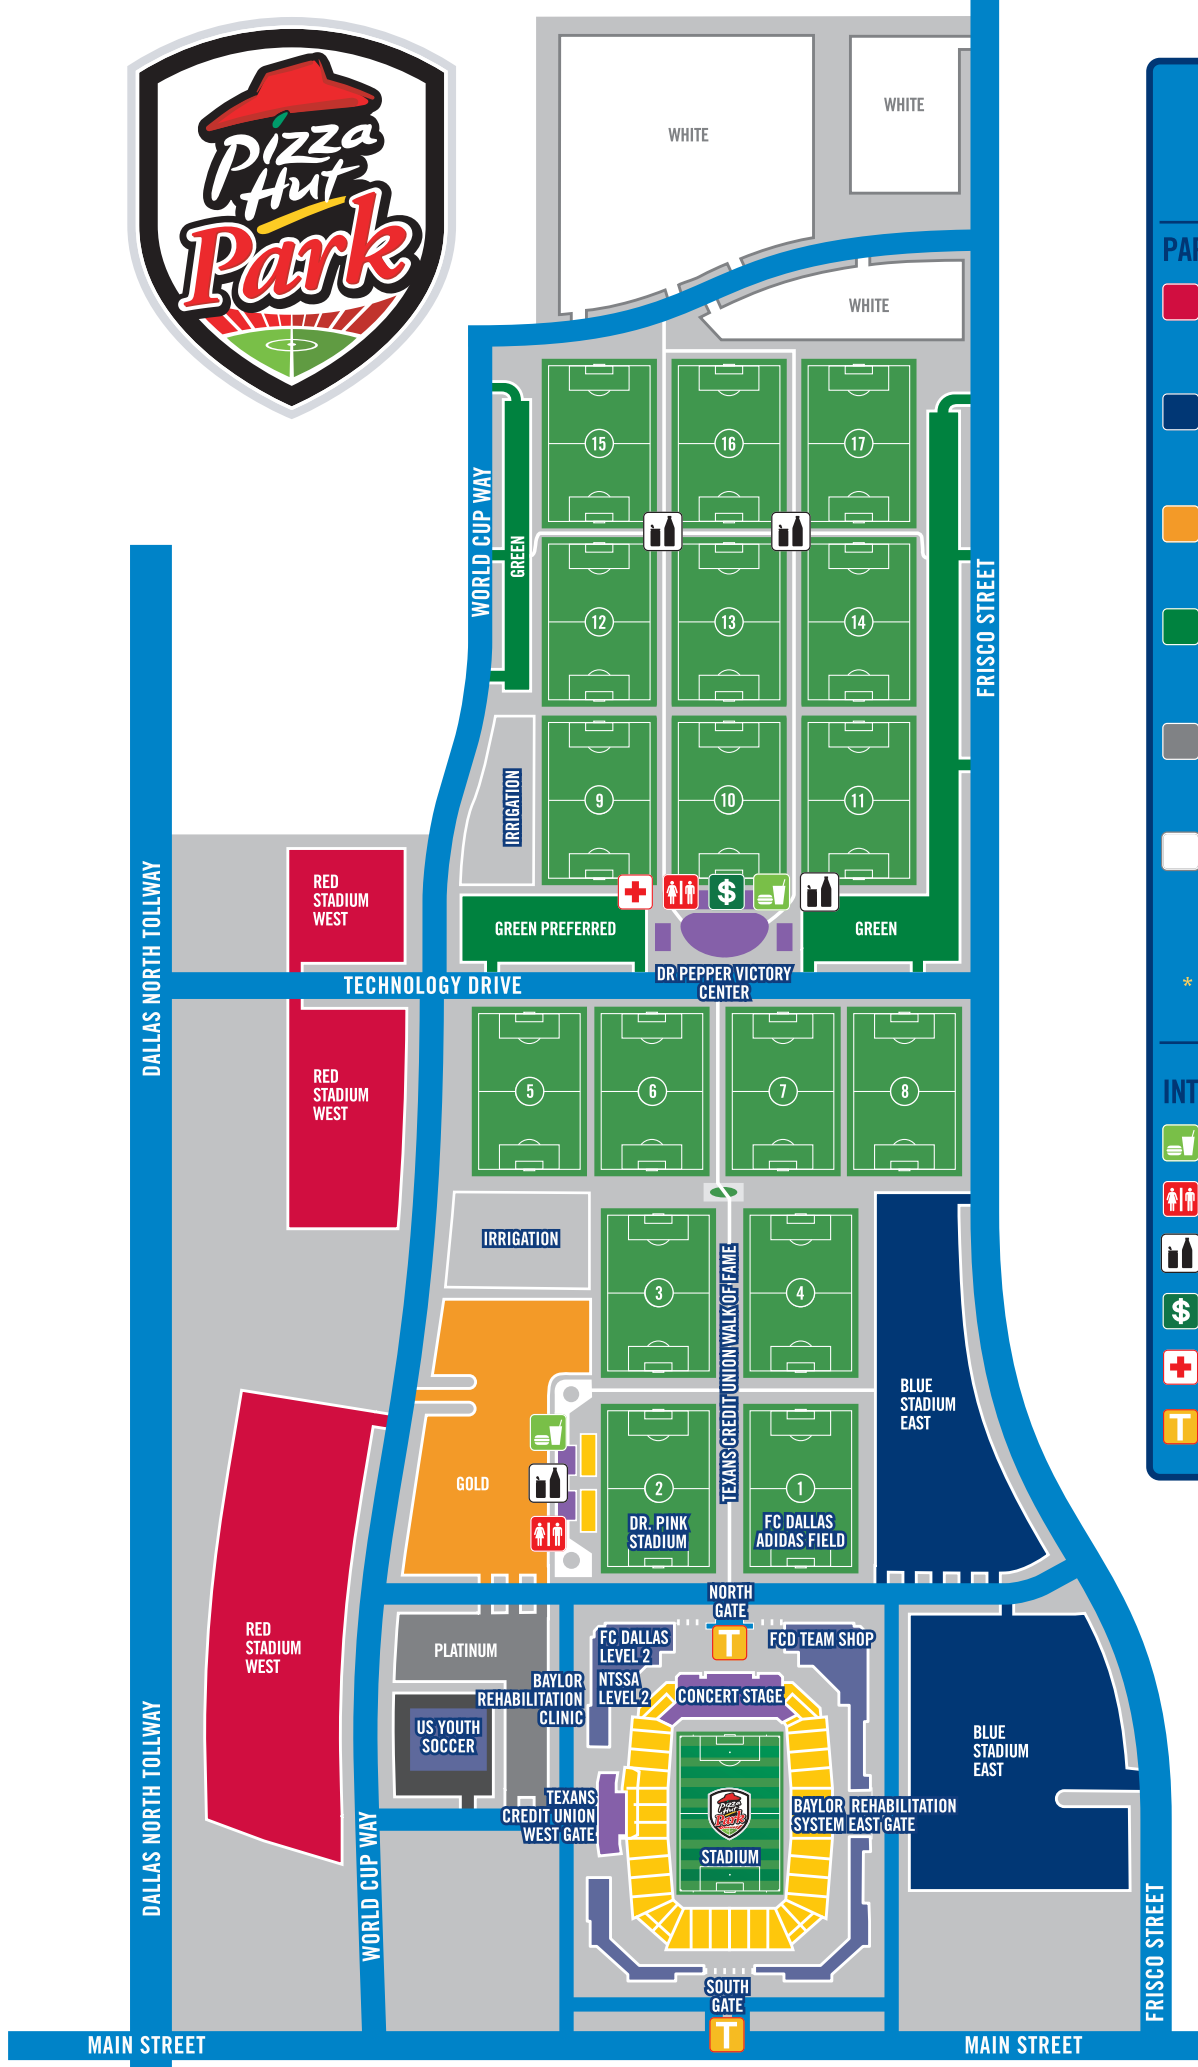 Pizza
Hut
Park
WHITE
WHITE
WHITE
PAR
15
16
17
WORLD CUP WAY
GREEN
12
13
14
FRISCO STREET
IRRIGATION
9
10
11
DALLAS NORTH TOLLWAY
RED
STADIUM
WEST
$
GREEN PREFERRED
GREEN
DR PEPPER VICTORY
CENTER
TECHNOLOGY DRIVE
*
RED
STADIUM
WEST
5
6
7
8
INT
IRRIGATION
3
4
TEXANS CREDIT UNION WALK OF FAME
$
BLUE
STADIUM
EAST
T
GOLD
2
DR. PINK
STADIUM
1
FC DALLAS
ADIDAS FIELD
NORTH
GATE
T
RED
STADIUM
WEST
PLATINUM
FC DALLAS
LEVEL 2
FCD TEAM SHOP
NTSSA
LEVEL 2
BAYLOR
REHABILITATION
CLINIC
CONCERT STAGE
US YOUTH
SOCCER
BLUE
STADIUM
EAST
DALLAS NORTH TOLLWAY
TEXANS
CREDIT UNION
WEST GATE
Pizza
Hut
Park
BAYLOR REHABILITATION
SYSTEM EAST GATE
STADIUM
WORLD CUP WAY
FRISCO STREET
SOUTH
GATE
T
MAIN STREET
MAIN STREET